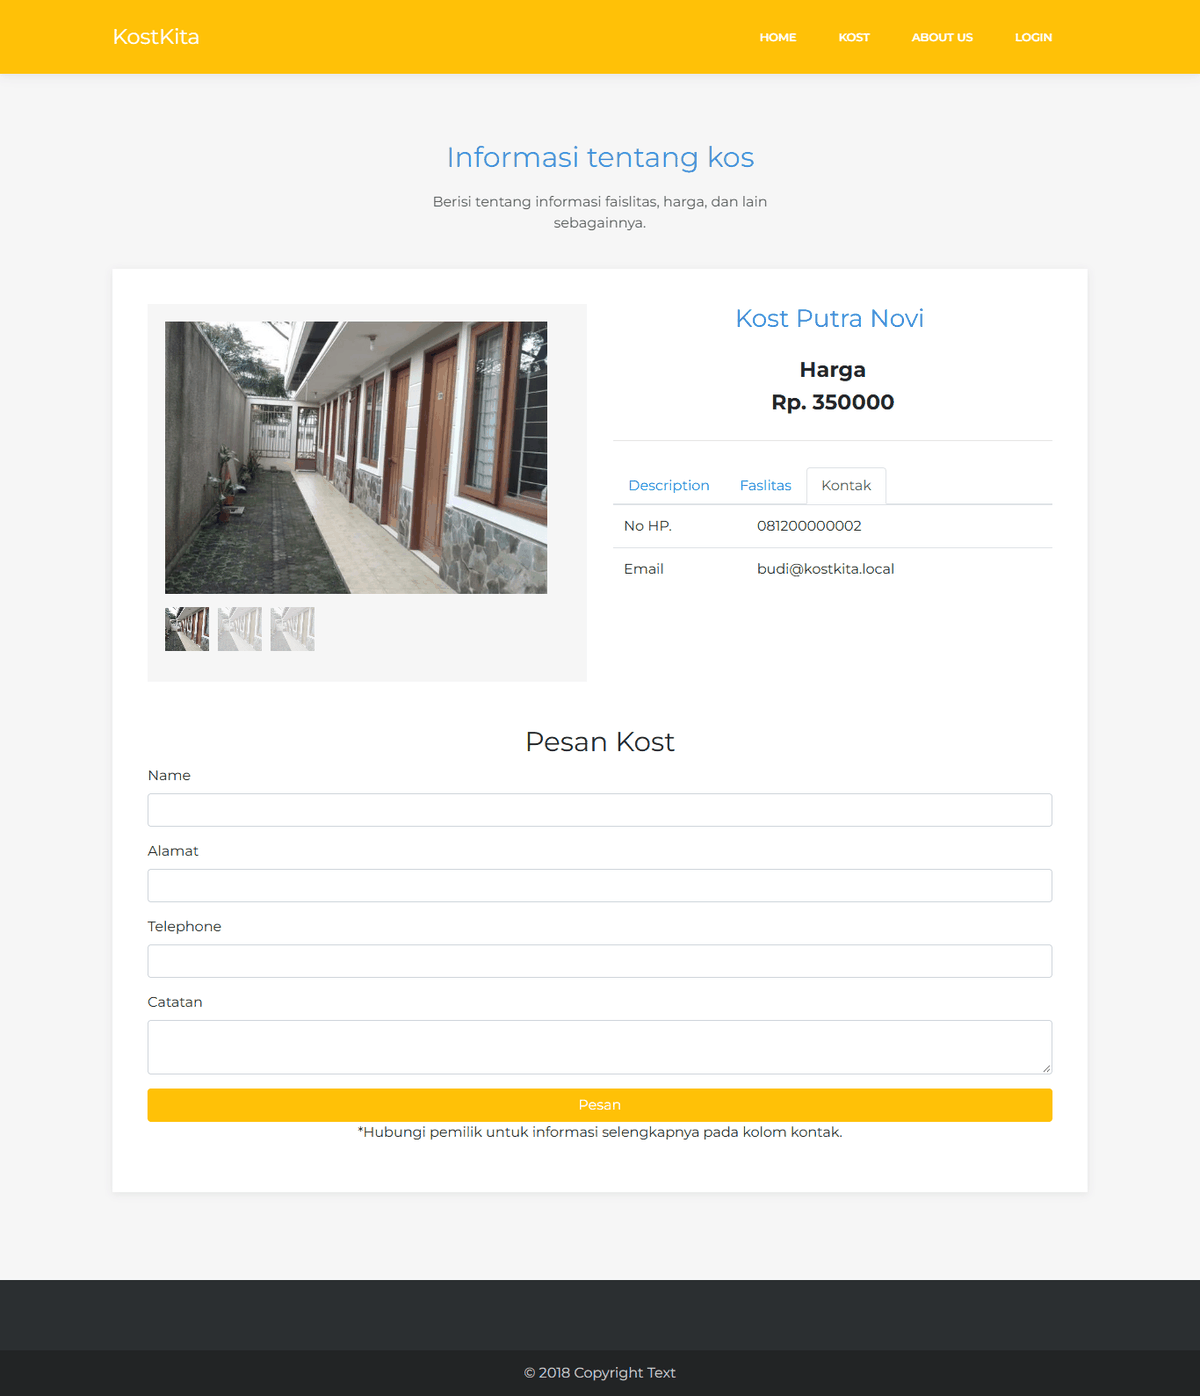 KostKita
HOME KOST ABOUT US LOGIN
Informasi tentang kos
Berisi tentang informasi faislitas, harga, dan lain
sebagainnya.
Kost Putra Novi
Harga
Rp. 350000
Description Faslitas Kontak
No HP. 081200000002
Email budi@kostkita.local
Pesan Kost
Name
Alamat
Telephone
Catatan
Pesan
*Hubungi pemilik untuk informasi selengkapnya pada kolom kontak.
© 2018 Copyright Text